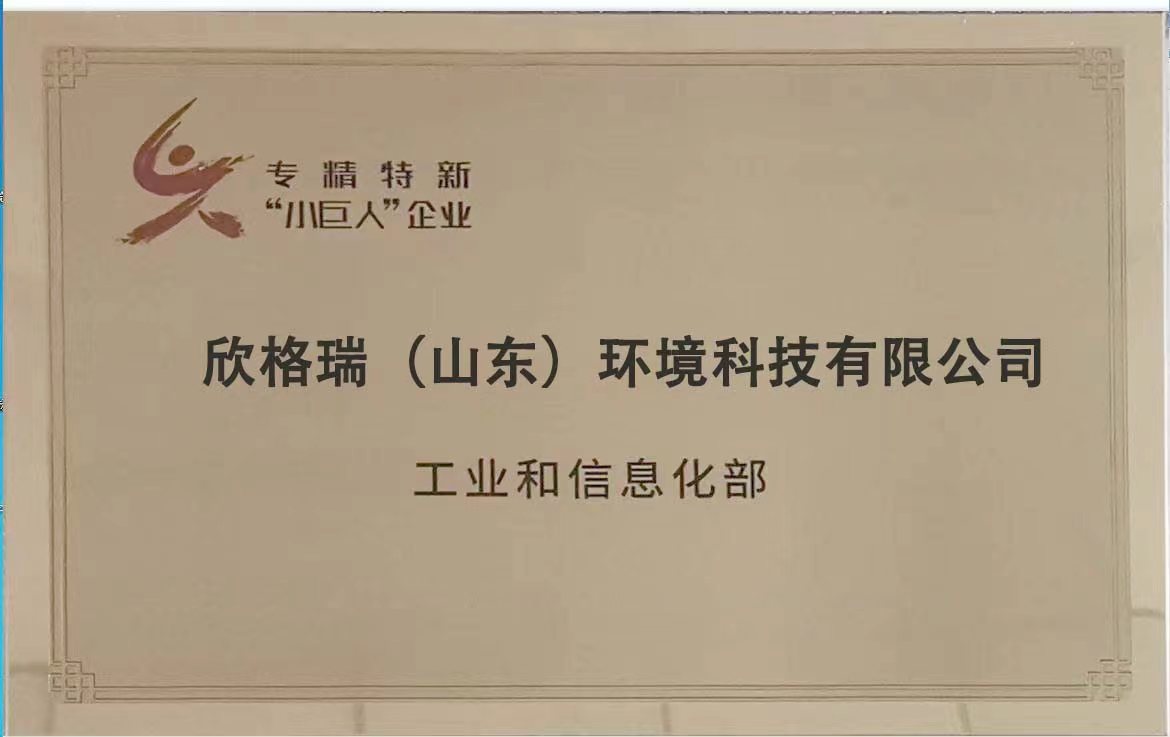 专精特新
“小巨人”企业
欣格瑞（山东）环境科技有限公司
工业和信息化部